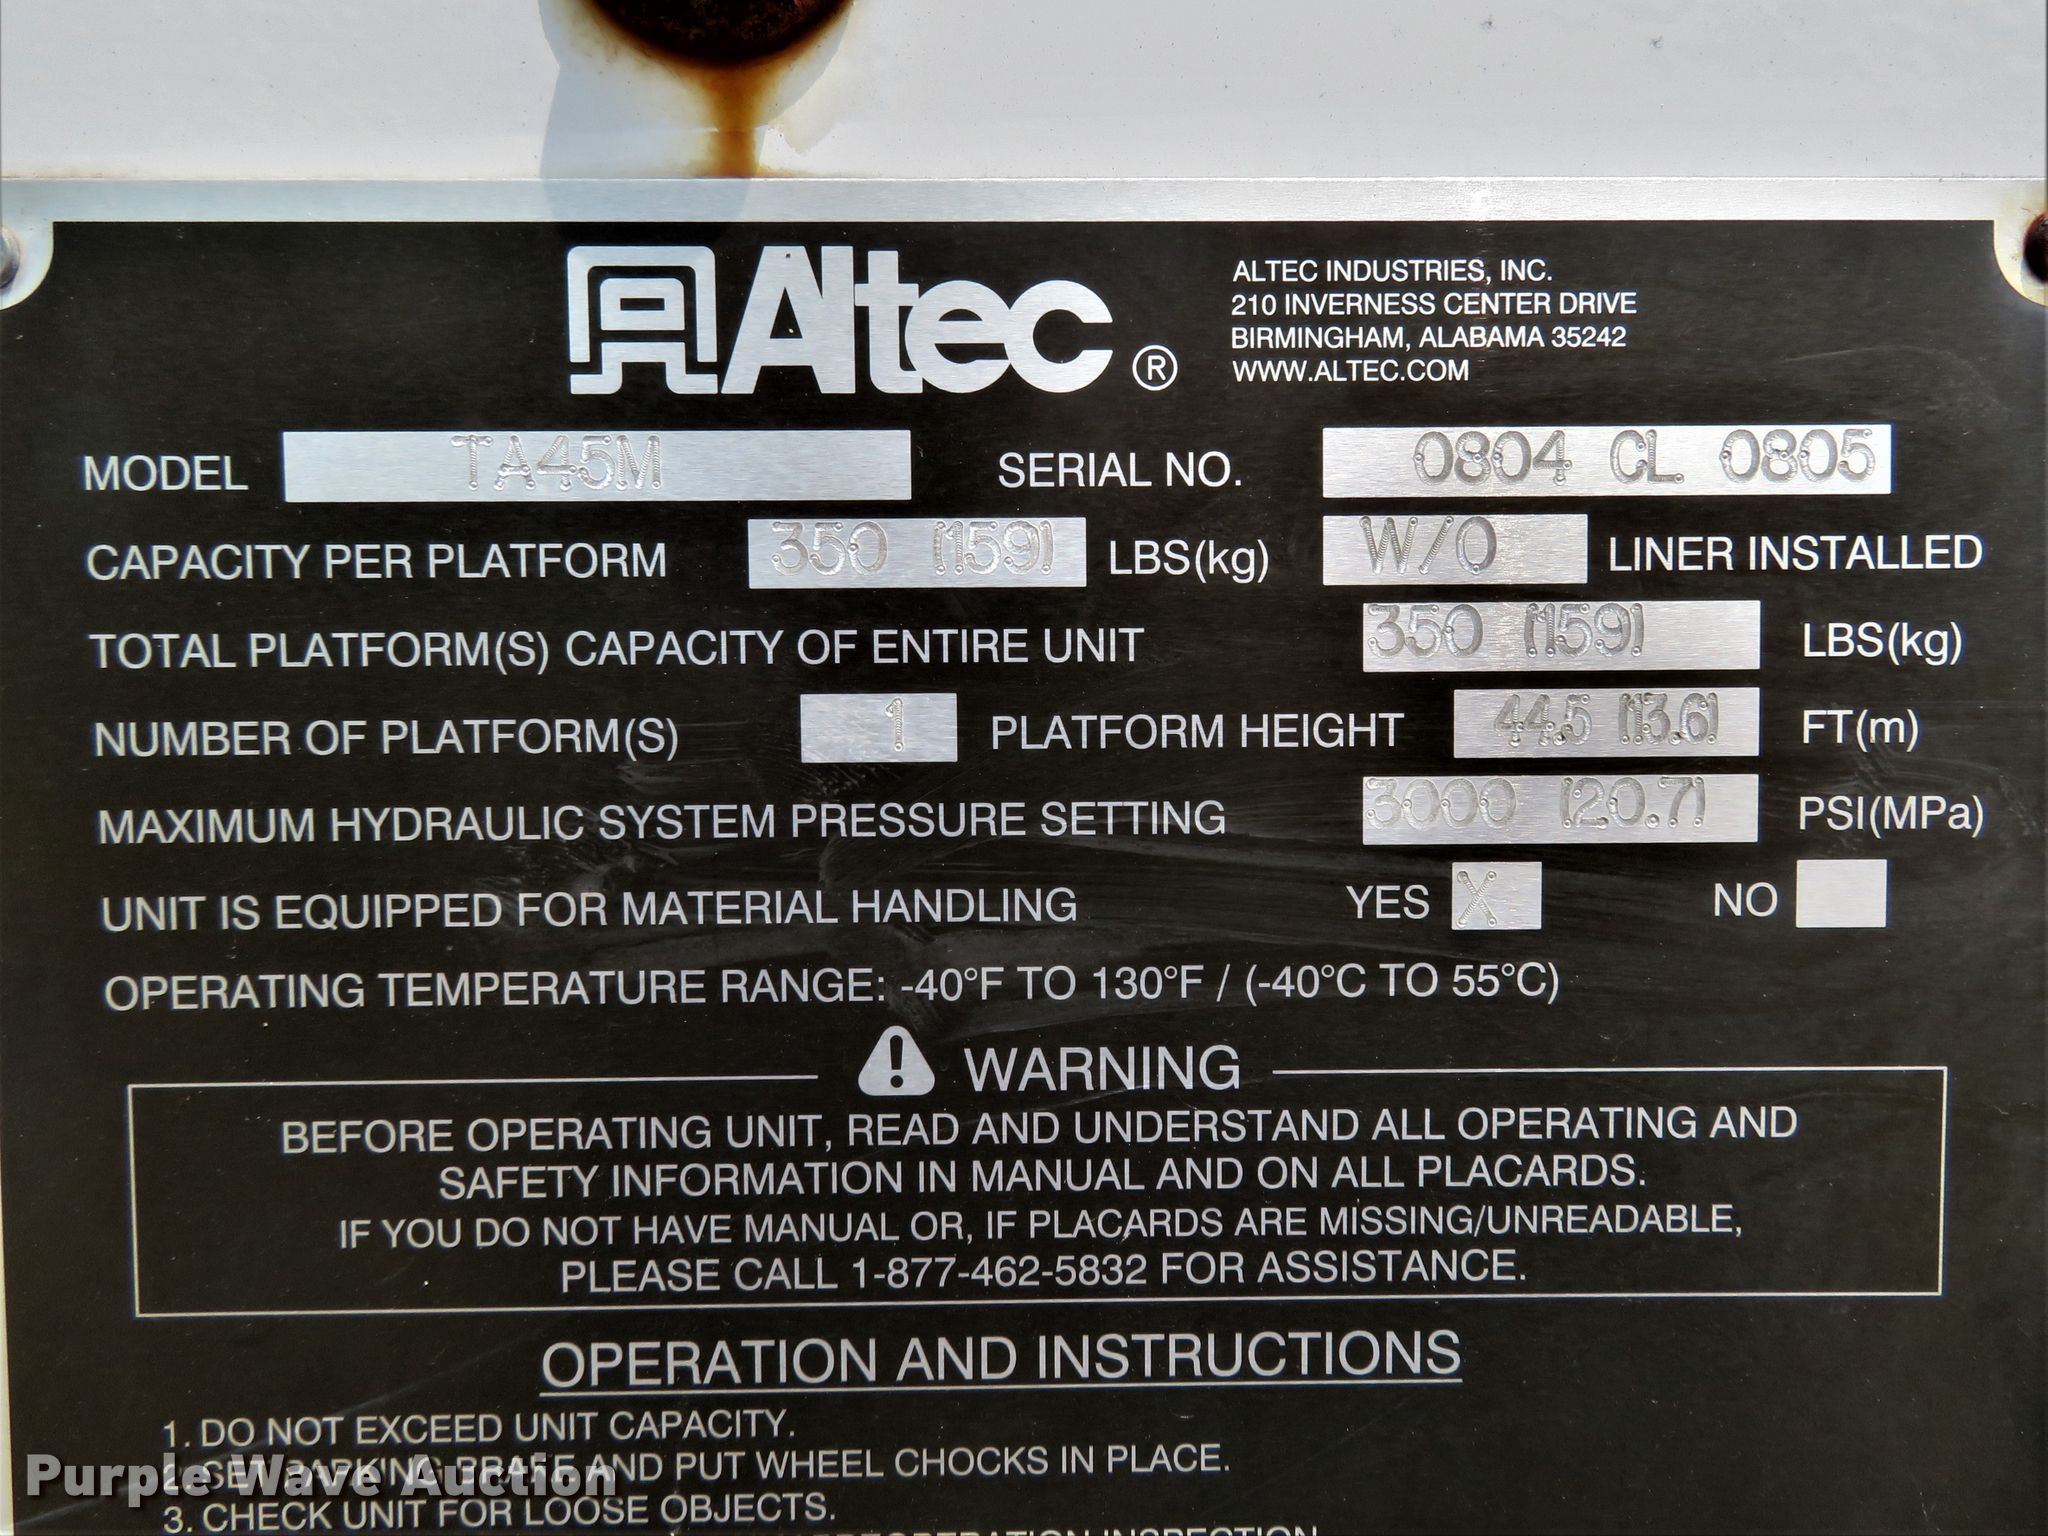 Altec®
ALTEC INDUSTRIES, INC.
210 INVERNESS CENTER DRIVE
BIRMINGHAM, ALABAMA 35242
WWW.ALTEC.COM
MODEL TA45M SERIAL NO. 0804 CL 0805
CAPACITY PER PLATFORM 350 (159) LBS(kg) W/O LINER INSTALLED
TOTAL PLATFORM(S) CAPACITY OF ENTIRE UNIT 350 (159) LBS(kg)
NUMBER OF PLATFORM(S) 1 PLATFORM HEIGHT 44.5 (13.6) FT(m)
MAXIMUM HYDRAULIC SYSTEM PRESSURE SETTING 3000 (20.7) PSI(MPa)
UNIT IS EQUIPPED FOR MATERIAL HANDLING YES X NO
OPERATING TEMPERATURE RANGE: -40°F TO 130°F / (-40°C TO 55°C)
WARNING
BEFORE OPERATING UNIT, READ AND UNDERSTAND ALL OPERATING AND
SAFETY INFORMATION IN MANUAL AND ON ALL PLACARDS.
IF YOU DO NOT HAVE MANUAL OR, IF PLACARDS ARE MISSING/UNREADABLE,
PLEASE CALL 1-877-462-5832 FOR ASSISTANCE.
OPERATION AND INSTRUCTIONS
1. DO NOT EXCEED UNIT CAPACITY.
2. SET PARKING BRAKE AND PUT WHEEL CHOCKS IN PLACE.
3. CHECK UNIT FOR LOOSE OBJECTS.
INSPECTION
Purple Wave Auction